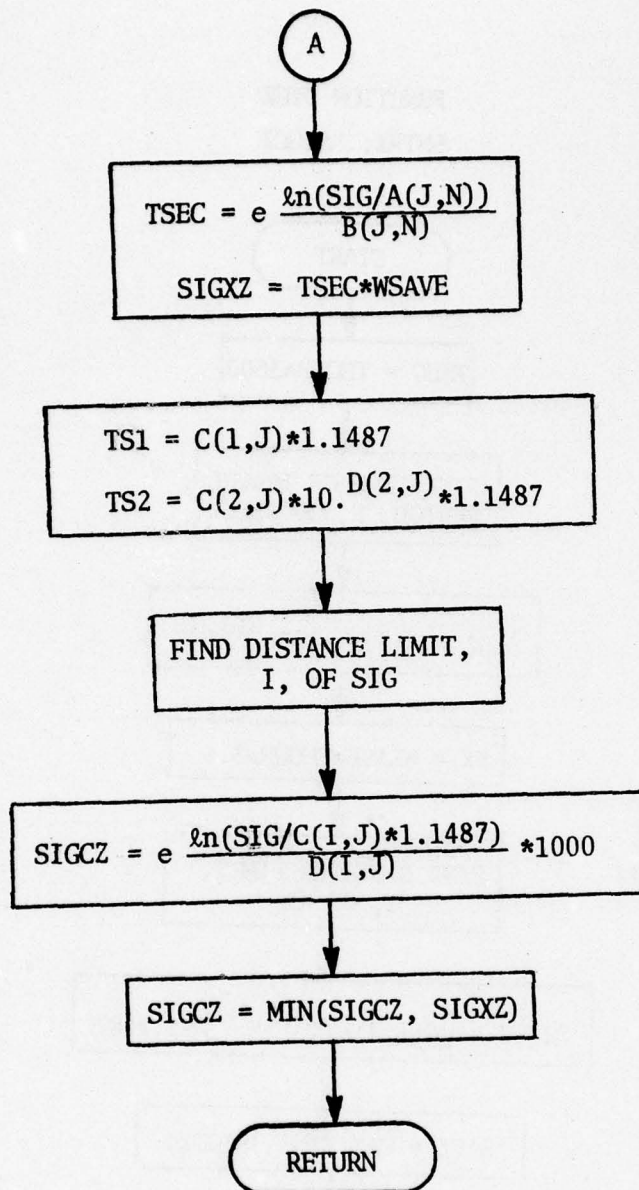 A
TSEC = e ℓn(SIG/A(J,N))/B(J,N)
SIGXZ = TSEC*WSAVE
TS1 = C(1,J)*1.1487
TS2 = C(2,J)*10.^D(2,J)*1.1487
FIND DISTANCE LIMIT,
I, OF SIG
SIGCZ = e ℓn(SIG/C(I,J)*1.1487)/D(I,J) *1000
SIGCZ = MIN(SIGCZ, SIGXZ)
RETURN